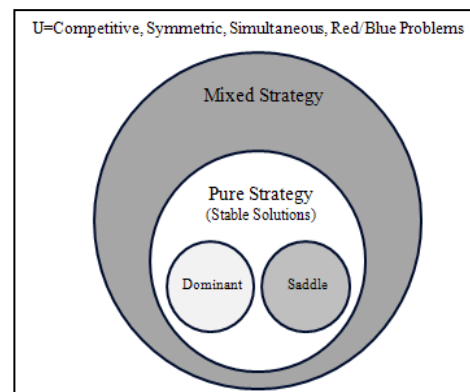 U=Competitive, Symmetric, Simultaneous, Red/Blue Problems
Mixed Strategy
Pure Strategy
(Stable Solutions)
Dominant
Saddle